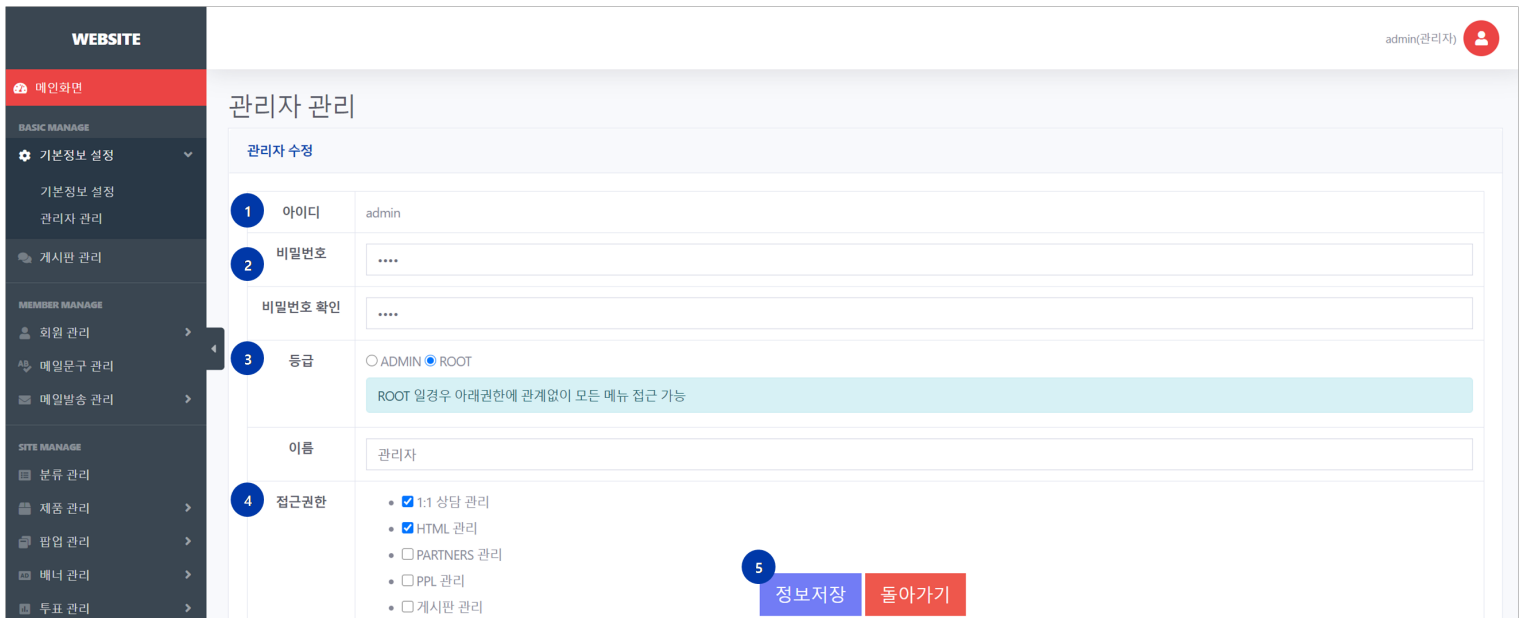 WEBSITE
admin(관리자)
메인화면
관리자 관리
BASIC MANAGE
기본정보 설정
관리자 수정
기본정보 설정
관리자 관리
1 아이디 admin
2 비밀번호 ••••
게시판 관리
비밀번호 확인 ••••
MEMBER MANAGE
회원 관리
메일문구 관리
메일발송 관리
3 등급 ADMIN ROOT
ROOT 일경우 아래권한에 관계없이 모든 메뉴 접근 가능
이름 관리자
SITE MANAGE
분류 관리
제품 관리
팝업 관리
AD 배너 관리
투표 관리
4 접근권한
1:1 상담 관리
HTML 관리
PARTNERS 관리
PPL 관리
게시판 관리
5
정보저장 돌아가기